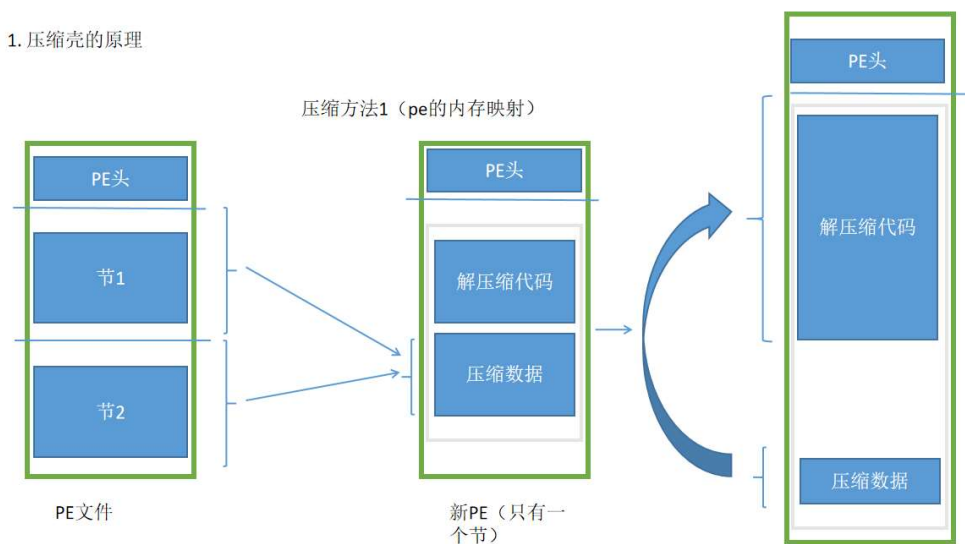 1. 压缩壳的原理
压缩方法1（pe的内存映射）
PE头
节1
节2
PE文件
PE头
解压缩代码
压缩数据
新PE（只有一
个节）
PE头
解压缩代码
压缩数据